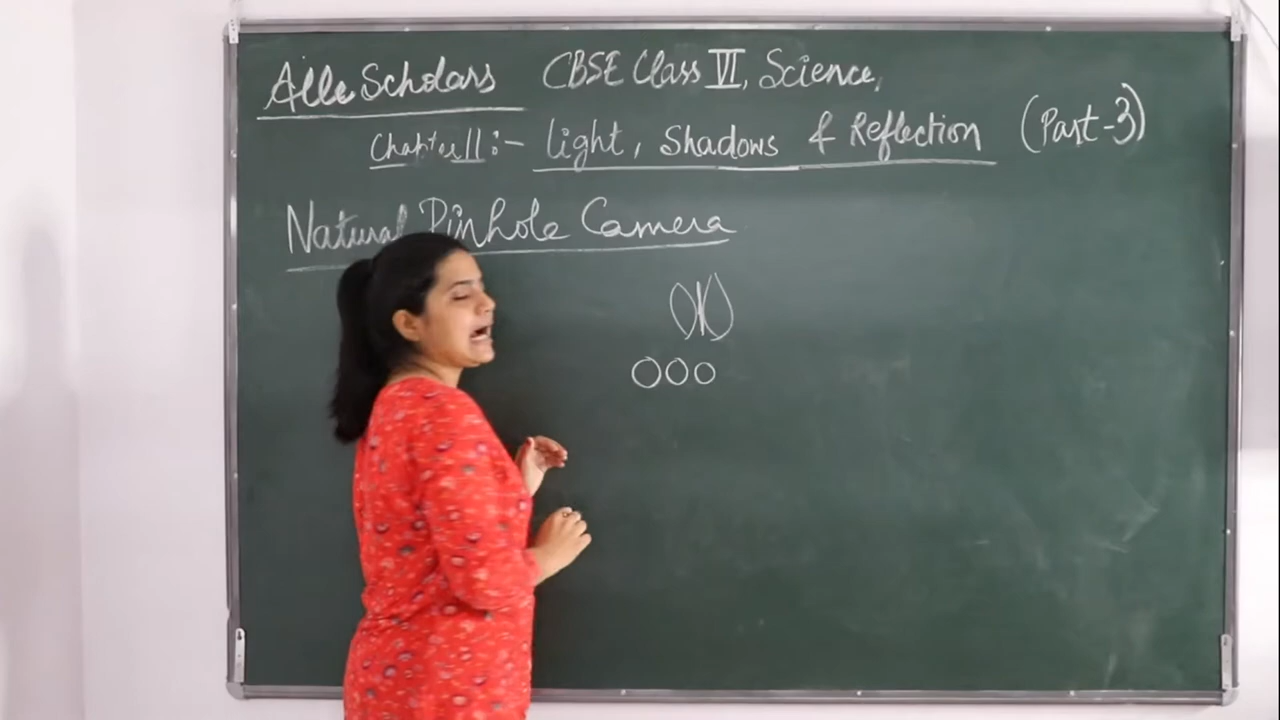 Alle Scholars CBSE Class VI, Science,
Chapter 11 :- Light, Shadows & Reflection (Part-3)
Natural Pinhole Camera